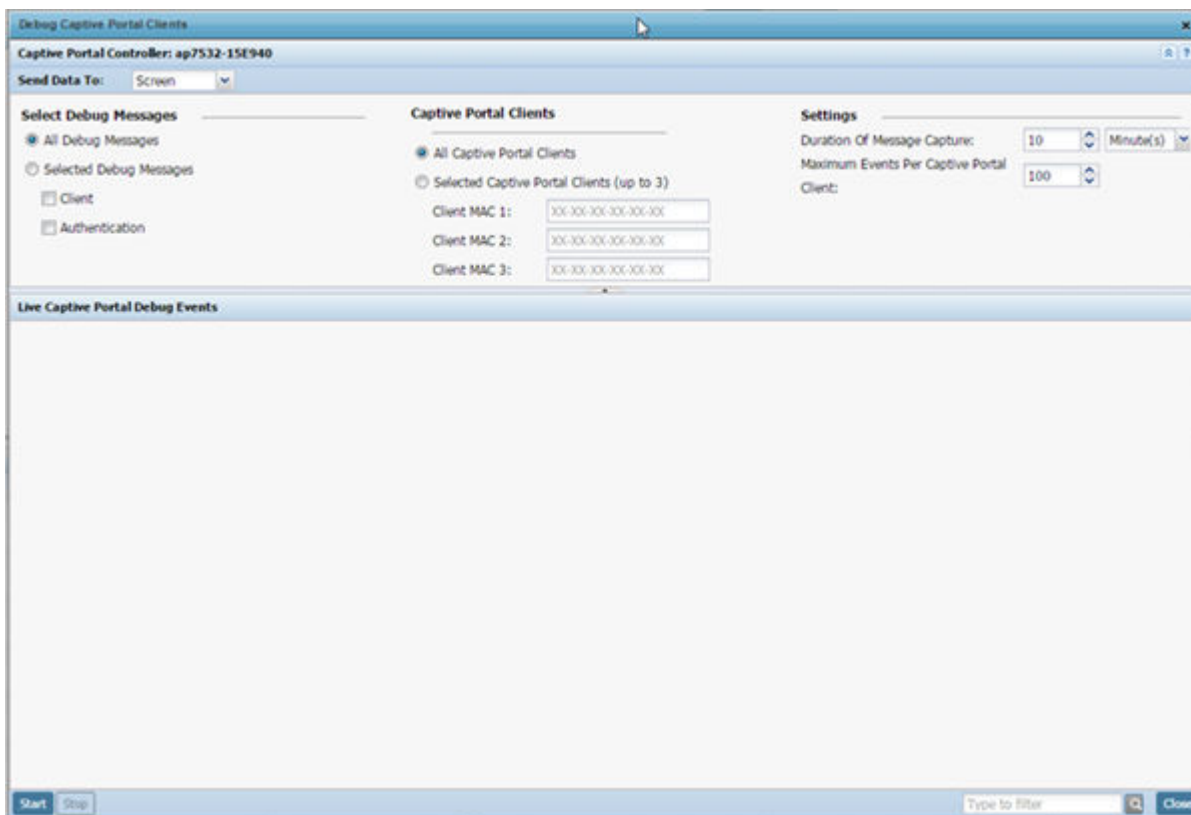 Debug Captive Portal Clients
Captive Portal Controller: ap7532-15E940
Send Data To: Screen
Select Debug Messages
All Debug Messages
Selected Debug Messages
Client
Authentication
Captive Portal Clients
All Captive Portal Clients
Selected Captive Portal Clients (up to 3)
Client MAC 1: XX-XX-XX-XX-XX-XX
Client MAC 2: XX-XX-XX-XX-XX-XX
Client MAC 3: XX-XX-XX-XX-XX-XX
Settings
Duration Of Message Capture: 10 Minute(s)
Maximum Events Per Captive Portal
Client: 100
Live Captive Portal Debug Events
Start Stop Type to filter Close